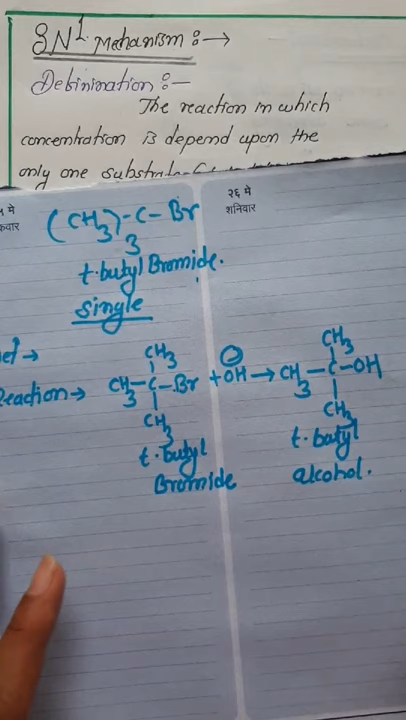 SN1 Mechanism :→
Defination :-
The reaction in which
concentration is depend upon the
only one
२६ मे
शनिवार
(CH3)3-C-Br
t.butyl Bromide.
single
Reaction→ CH3-C-Br + OH → CH3-C-OH
CH3 CH3
CH3 CH3
t.butyl t.butyl
Bromide alcohol.